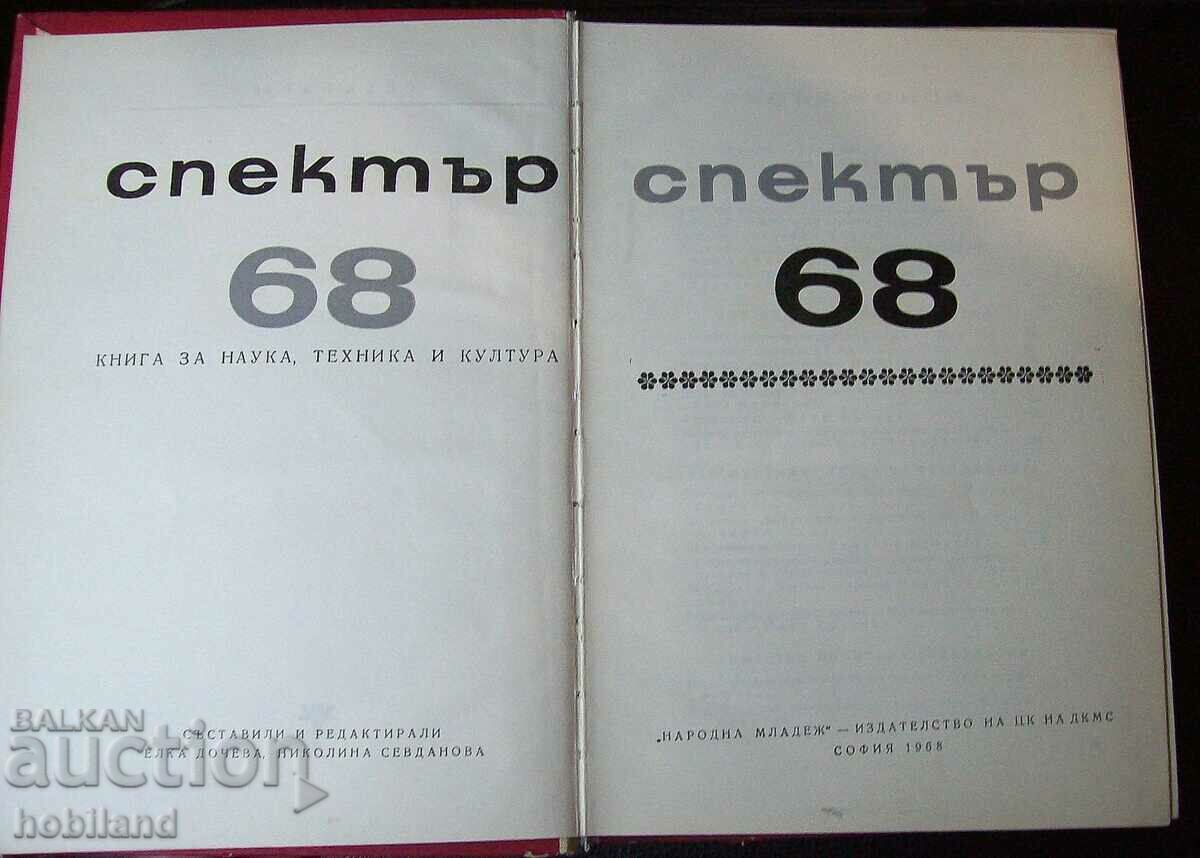 спектър
68
КНИГА ЗА НАУКА, ТЕХНИКА И КУЛТУРА
СЪСТАВИЛИ И РЕДАКТИРАЛИ
ЕЛКА ДОЧЕВА, НИКОЛИНА СЕВДАНОВА
спектър
68
„НАРОДНА МЛАДЕЖ“ — ИЗДАТЕЛСТВО НА ЦК НА ДКМС
СОФИЯ 1968
BALKAN
auction
hobiland